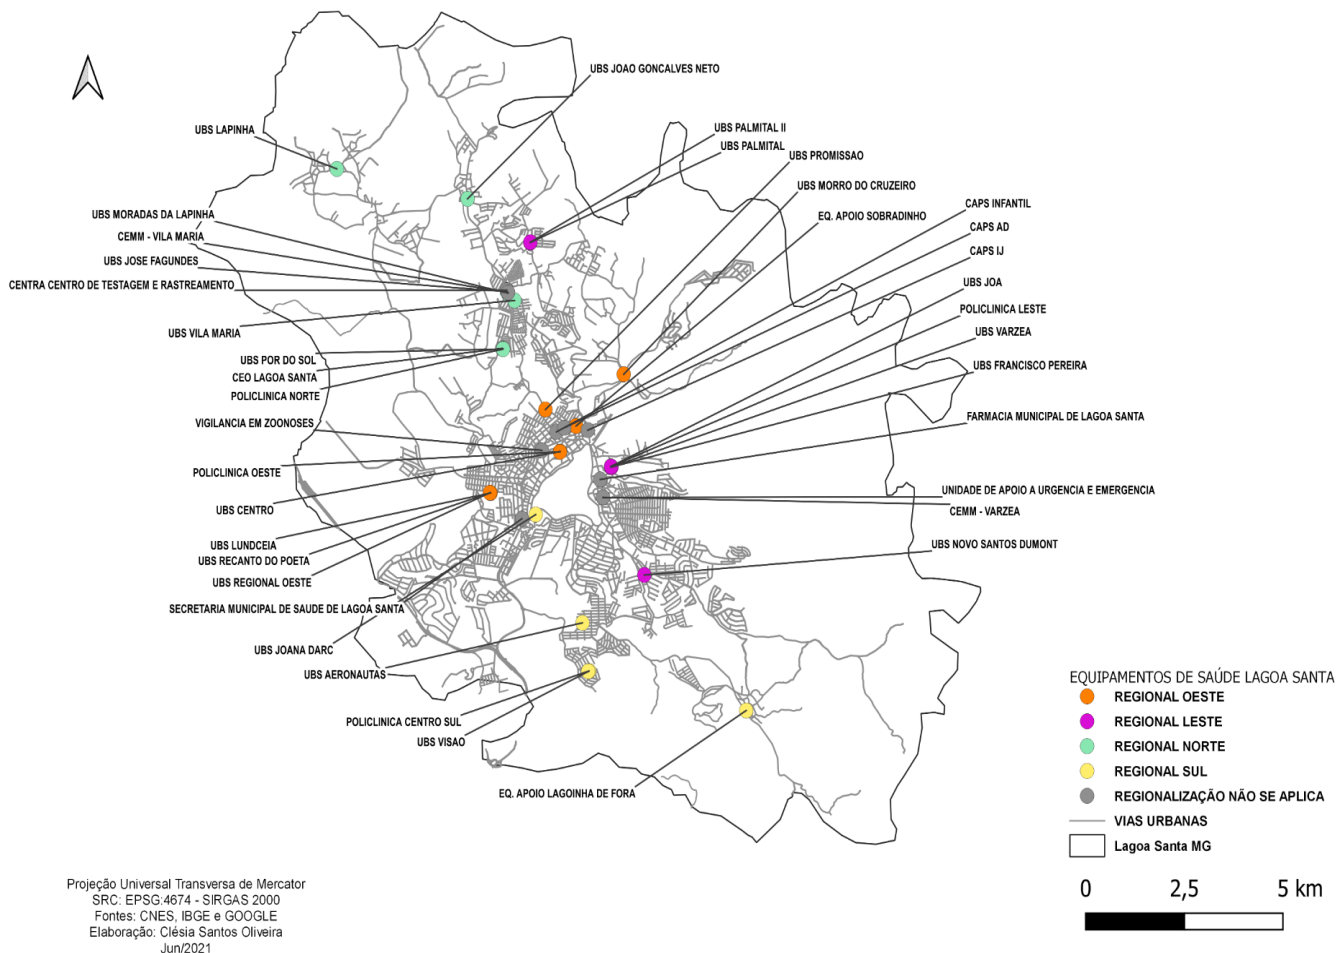 UBS JOAO GONCALVES NETO
UBS LAPINHA
UBS PALMITAL II
UBS PALMITAL
UBS PROMISSAO
UBS MORRO DO CRUZEIRO
EQ. APOIO SOBRADINHO
CAPS INFANTIL
CAPS AD
CAPS IJ
UBS JOA
POLICLINICA LESTE
UBS VARZEA
UBS FRANCISCO PEREIRA
FARMACIA MUNICIPAL DE LAGOA SANTA
UNIDADE DE APOIO A URGENCIA E EMERGENCIA
CEMM - VARZEA
UBS NOVO SANTOS DUMONT
UBS MORADAS DA LAPINHA
CEMM - VILA MARIA
UBS JOSE FAGUNDES
CENTRA CENTRO DE TESTAGEM E RASTREAMENTO
UBS VILA MARIA
UBS POR DO SOL
CEO LAGOA SANTA
POLICLINICA NORTE
VIGILANCIA EM ZOONOSES
POLICLINICA OESTE
UBS CENTRO
UBS LUNDCEIA
UBS RECANTO DO POETA
UBS REGIONAL OESTE
SECRETARIA MUNICIPAL DE SAUDE DE LAGOA SANTA
UBS JOANA DARC
UBS AERONAUTAS
POLICLINICA CENTRO SUL
UBS VISAO
EQ. APOIO LAGOINHA DE FORA
EQUIPAMENTOS DE SAÚDE LAGOA SANTA
REGIONAL OESTE
REGIONAL LESTE
REGIONAL NORTE
REGIONAL SUL
REGIONALIZAÇÃO NÃO SE APLICA
VIAS URBANAS
Lagoa Santa MG
0 2,5 5 km
Projeção Universal Transversa de Mercator
SRC: EPSG:4674 - SIRGAS 2000
Fontes: CNES, IBGE e GOOGLE
Elaboração: Clésia Santos Oliveira
Jun/2021